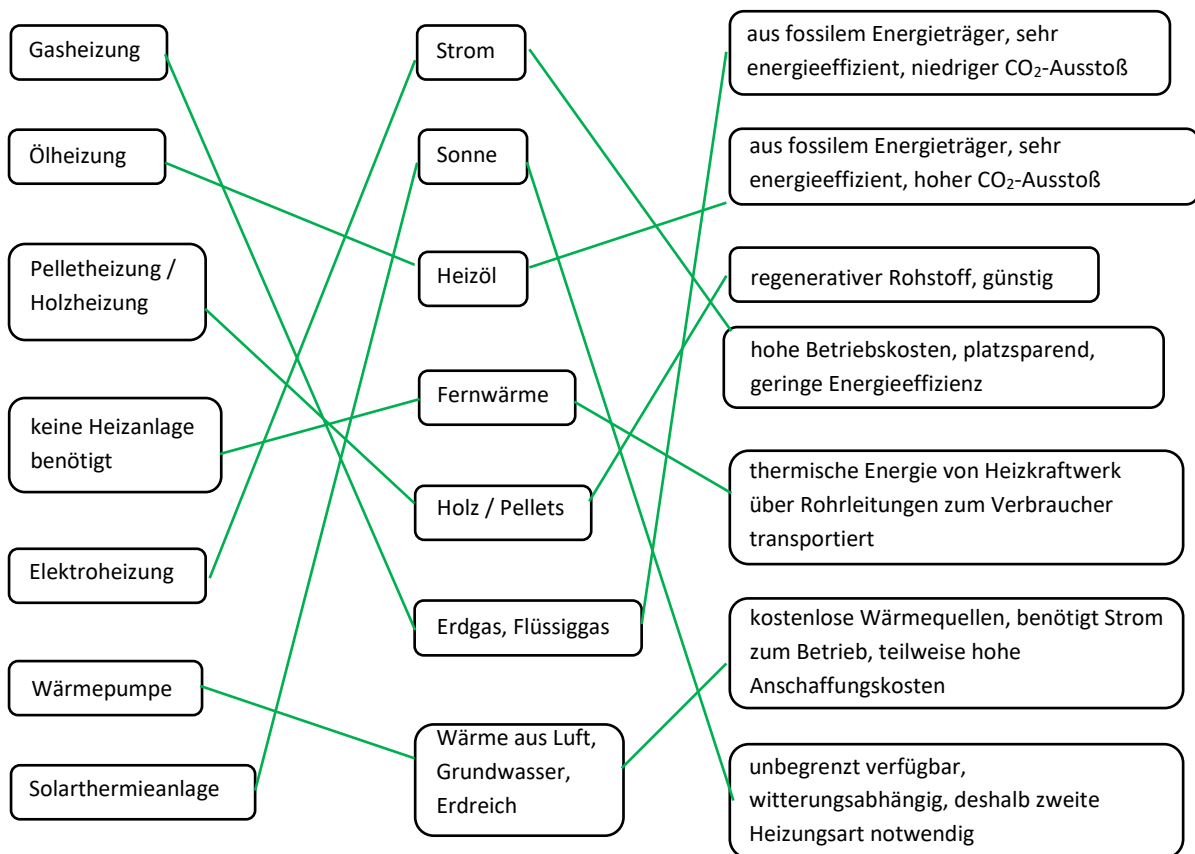 Gasheizung
Ölheizung
Pelletheizung /
Holzheizung
keine Heizanlage
benötigt
Elektroheizung
Wärmepumpe
Solarthermieanlage
Strom
Sonne
Heizöl
Fernwärme
Holz / Pellets
Erdgas, Flüssiggas
Wärme aus Luft,
Grundwasser,
Erdreich
aus fossilem Energieträger, sehr
energieeffizient, niedriger CO₂-Ausstoß
aus fossilem Energieträger, sehr
energieeffizient, hoher CO₂-Ausstoß
regenerativer Rohstoff, günstig
hohe Betriebskosten, platzsparend,
geringe Energieeffizienz
thermische Energie von Heizkraftwerk
über Rohrleitungen zum Verbraucher
transportiert
kostenlose Wärmequellen, benötigt Strom
zum Betrieb, teilweise hohe
Anschaffungskosten
unbegrenzt verfügbar,
witterungsabhängig, deshalb zweite
Heizungsart notwendig